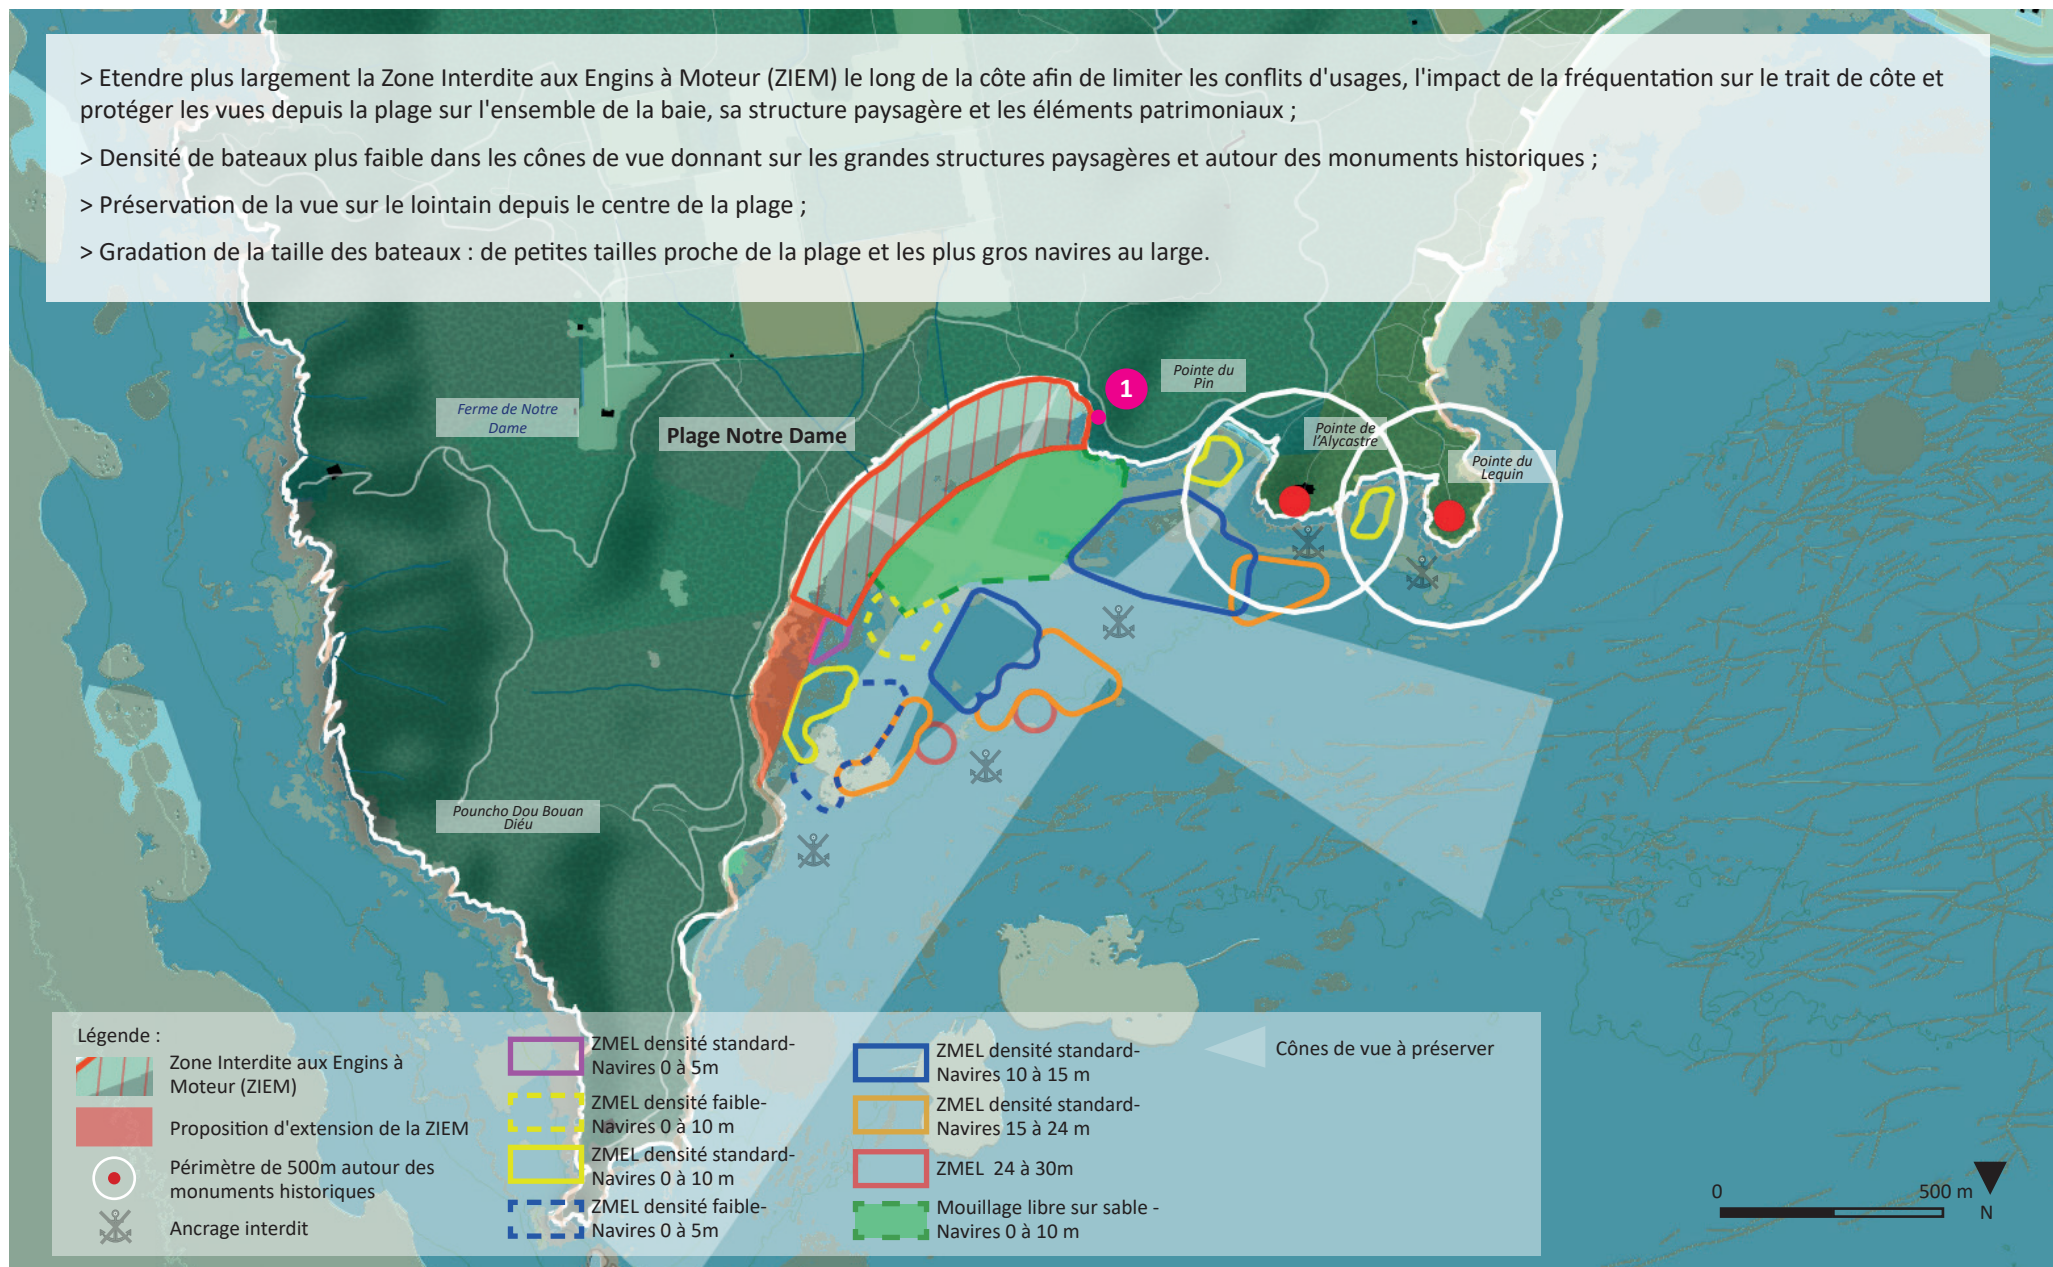 > Etendre plus largement la Zone Interdite aux Engins à Moteur (ZIEM) le long de la côte afin de limiter les conflits d'usages, l'impact de la fréquentation sur le trait de côte et
protéger les vues depuis la plage sur l'ensemble de la baie, sa structure paysagère et les éléments patrimoniaux ;
> Densité de bateaux plus faible dans les cônes de vue donnant sur les grandes structures paysagères et autour des monuments historiques ;
> Préservation de la vue sur le lointain depuis le centre de la plage ;
> Gradation de la taille des bateaux : de petites tailles proche de la plage et les plus gros navires au large.
1
Pointe du
Pin
Ferme de Notre
Dame
Plage Notre Dame
Pointe de
l'Alycastre
Pointe du
Lequin
Pouncho Dou Bouan
Diéu
Légende :
Zone Interdite aux Engins à
Moteur (ZIEM)
Proposition d'extension de la ZIEM
Périmètre de 500m autour des
monuments historiques
Ancrage interdit
ZMEL densité standard-
Navires 0 à 5m
ZMEL densité faible-
Navires 0 à 10 m
ZMEL densité standard-
Navires 0 à 10 m
ZMEL densité faible-
Navires 0 à 5m
ZMEL densité standard-
Navires 10 à 15 m
ZMEL densité standard-
Navires 15 à 24 m
ZMEL 24 à 30m
Mouillage libre sur sable -
Navires 0 à 10 m
Cônes de vue à préserver
0 500 m
N